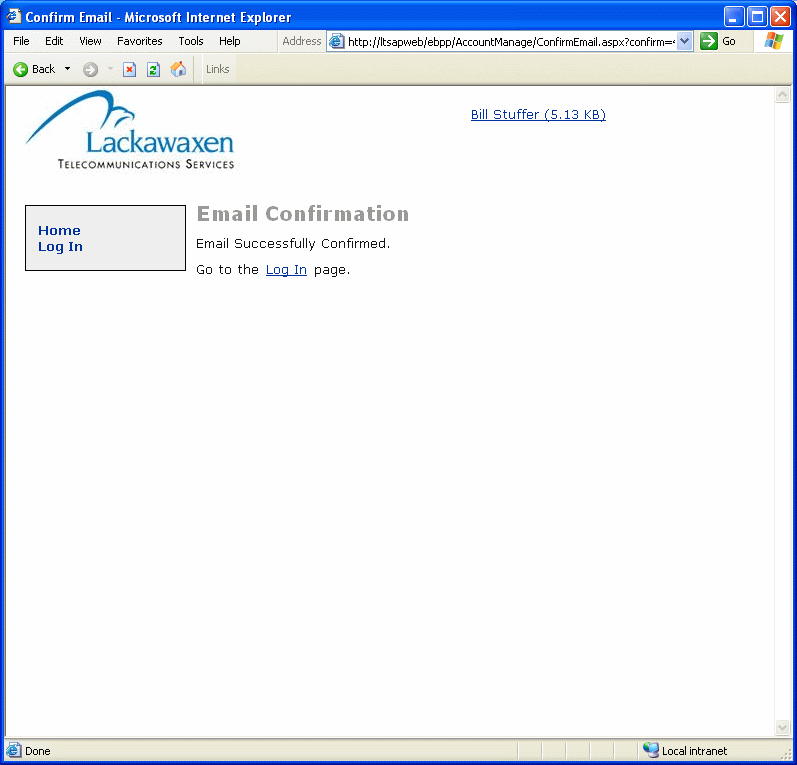 Confirm Email - Microsoft Internet Explorer
File Edit View Favorites Tools Help Address http://ltsapweb/ebpp/AccountManage/ConfirmEmail.aspx?confirm= Go
Back Links
Lackawaxen
TELECOMMUNICATIONS SERVICES
Bill Stuffer (5.13 KB)
Home
Log In
Email Confirmation
Email Successfully Confirmed.
Go to the Log In page.
Done Local intranet